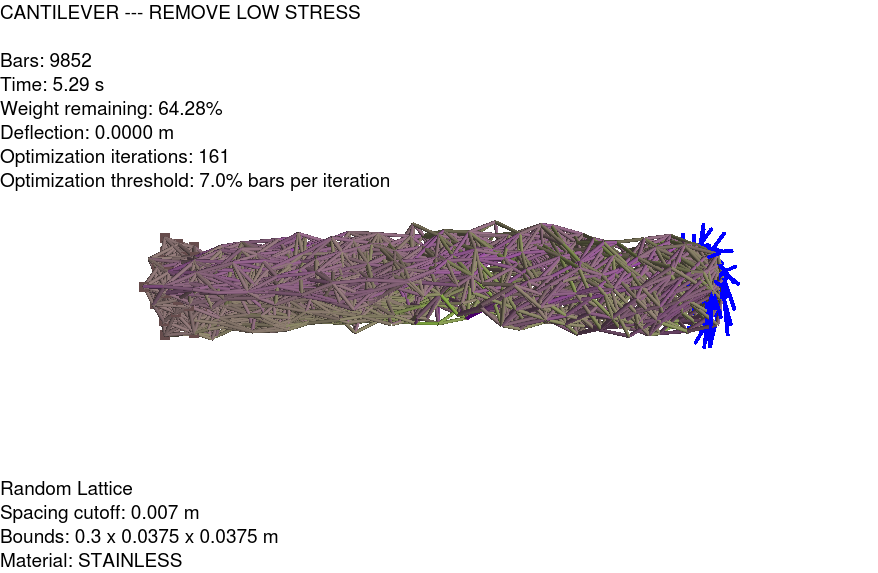 CANTILEVER --- REMOVE LOW STRESS
Bars: 9852
Time: 5.29 s
Weight remaining: 64.28%
Deflection: 0.0000 m
Optimization iterations: 161
Optimization threshold: 7.0% bars per iteration
Random Lattice
Spacing cutoff: 0.007 m
Bounds: 0.3 x 0.0375 x 0.0375 m
Material: STAINLESS